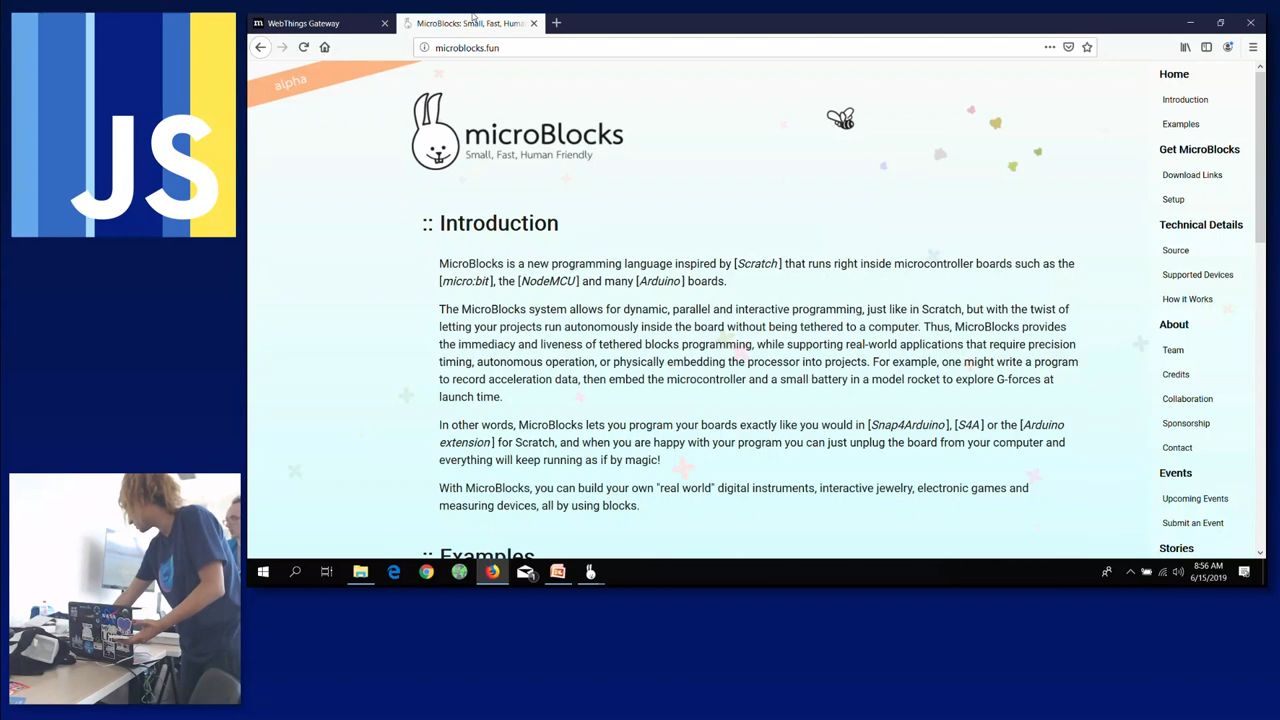 JS
WebThings Gateway
MicroBlocks: Small, Fast, Huma
microblocks.fun
alpha
microBlocks
Small, Fast, Human Friendly
:: Introduction
MicroBlocks is a new programming language inspired by [Scratch] that runs right inside microcontroller boards such as the
[micro:bit], the [NodeMCU] and many [Arduino] boards.
The MicroBlocks system allows for dynamic, parallel and interactive programming, just like in Scratch, but with the twist of
letting your projects run autonomously inside the board without being tethered to a computer. Thus, MicroBlocks provides
the immediacy and liveness of tethered blocks programming, while supporting real-world applications that require precision
timing, autonomous operation, or physically embedding the processor into projects. For example, one might write a program
to record acceleration data, then embed the microcontroller and a small battery in a model rocket to explore G-forces at
launch time.
In other words, MicroBlocks lets you program your boards exactly like you would in [Snap4Arduino], [S4A] or the [Arduino
extension] for Scratch, and when you are happy with your program you can just unplug the board from your computer and
everything will keep running as if by magic!
With MicroBlocks, you can build your own "real world" digital instruments, interactive jewelry, electronic games and
measuring devices, all by using blocks.
:: Examples
Home
Introduction
Examples
Get MicroBlocks
Download Links
Setup
Technical Details
Source
Supported Devices
How it Works
About
Team
Credits
Collaboration
Sponsorship
Contact
Events
Upcoming Events
Submit an Event
Stories
8:56 AM
6/15/2019
NASA